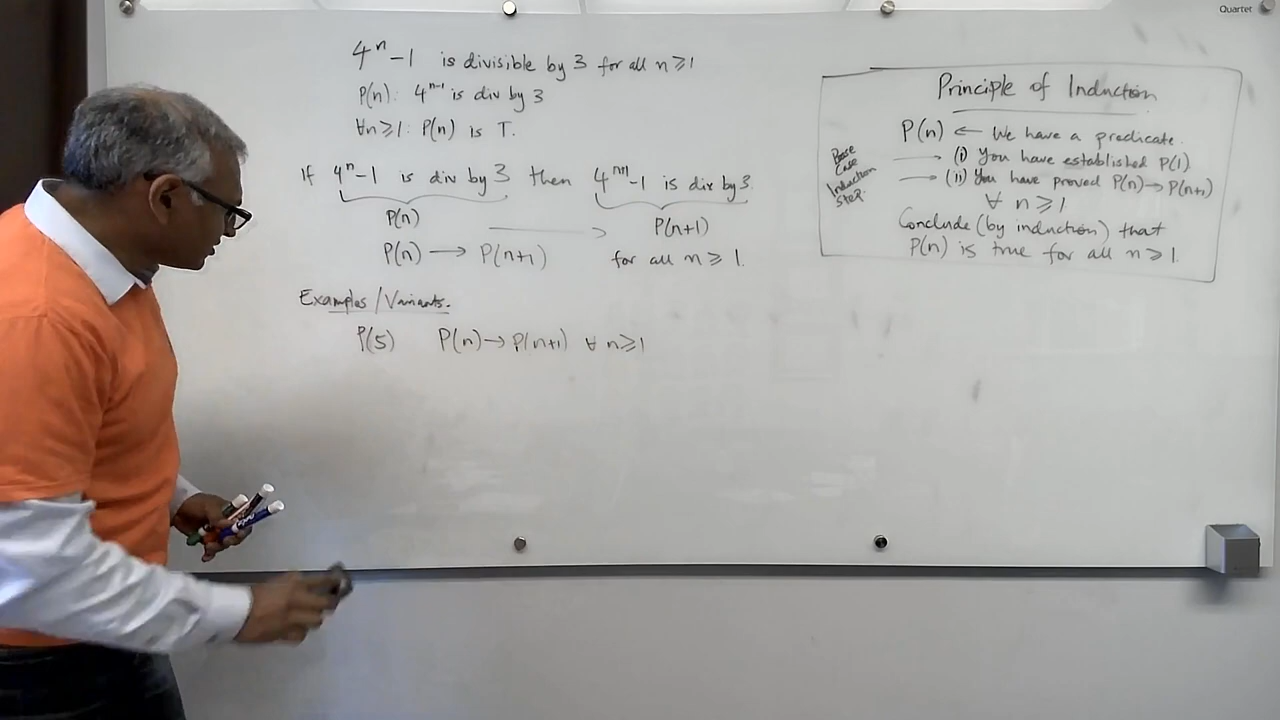 4ⁿ-1 is divisible by 3 for all n≥1
P(n): 4ⁿ⁻¹ is div by 3
∀n≥1: P(n) is T.
If 4ⁿ-1 is div by 3 then 4ⁿ⁺¹-1 is div by 3.
P(n) → P(n+1)
P(n) → P(n+1) for all n≥1.
Examples/Variants.
P(5) P(n)→P(n+1) ∀ n≥1
Principle of Induction
P(n) ← We have a predicate.
Base Case → (i) You have established P(1)
Induction Step. → (ii) You have proved P(n)→P(n+1)
∀ n≥1
Conclude (by induction) that
P(n) is true for all n≥1.
Quartet